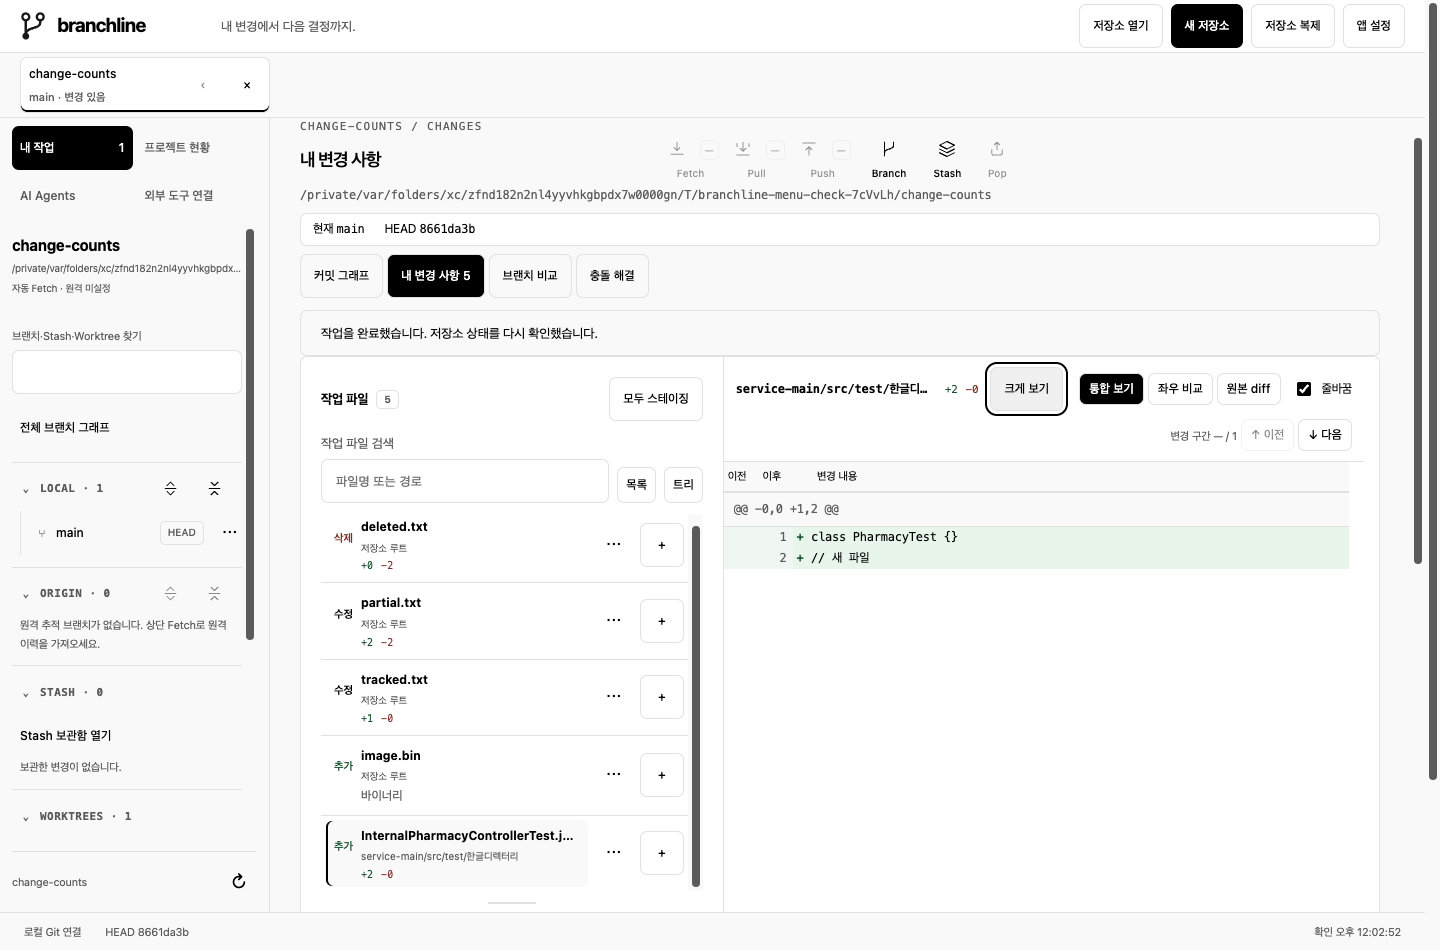 branchline
내 변경에서 다음 결정까지.
저장소 열기
새 저장소
저장소 복제
앱 설정
change-counts
main · 변경 있음
‹
×
내 작업 1
프로젝트 현황
AI Agents
외부 도구 연결
change-counts
/private/var/folders/xc/zfnd182n2nl4yyvhkgbpdx...
자동 Fetch · 원격 미설정
브랜치·Stash·Worktree 찾기
전체 브랜치 그래프
LOCAL · 1
main HEAD ···
ORIGIN · 0
원격 추적 브랜치가 없습니다. 상단 Fetch로 원격
이력을 가져오세요.
STASH · 0
Stash 보관함 열기
보관한 변경이 없습니다.
WORKTREES · 1
change-counts
CHANGE-COUNTS / CHANGES
내 변경 사항
Fetch
Pull
Push
Branch
Stash
Pop
/private/var/folders/xc/zfnd182n2nl4yyvhkgbpdx7w0000gn/T/branchline-menu-check-7cVvLh/change-counts
현재 main HEAD 8661da3b
커밋 그래프
내 변경 사항 5
브랜치 비교
충돌 해결
작업을 완료했습니다. 저장소 상태를 다시 확인했습니다.
작업 파일 5
모두 스테이징
작업 파일 검색
파일명 또는 경로
목록
트리
삭제 deleted.txt ··· +
저장소 루트
+0 −2
수정 partial.txt ··· +
저장소 루트
+2 −2
수정 tracked.txt ··· +
저장소 루트
+1 −0
추가 image.bin ··· +
저장소 루트
바이너리
추가 InternalPharmacyControllerTest.j... ··· +
service-main/src/test/한글디렉터리
+2 −0
service-main/src/test/한글디… +2 −0
크게 보기
통합 보기
좌우 비교
원본 diff
줄바꿈
변경 구간 — / 1
↑ 이전
↓ 다음
이전 이후 변경 내용
@@ −0,0 +1,2 @@
1 + class PharmacyTest {}
2 + // 새 파일
로컬 Git 연결
HEAD 8661da3b
확인 오후 12:02:52